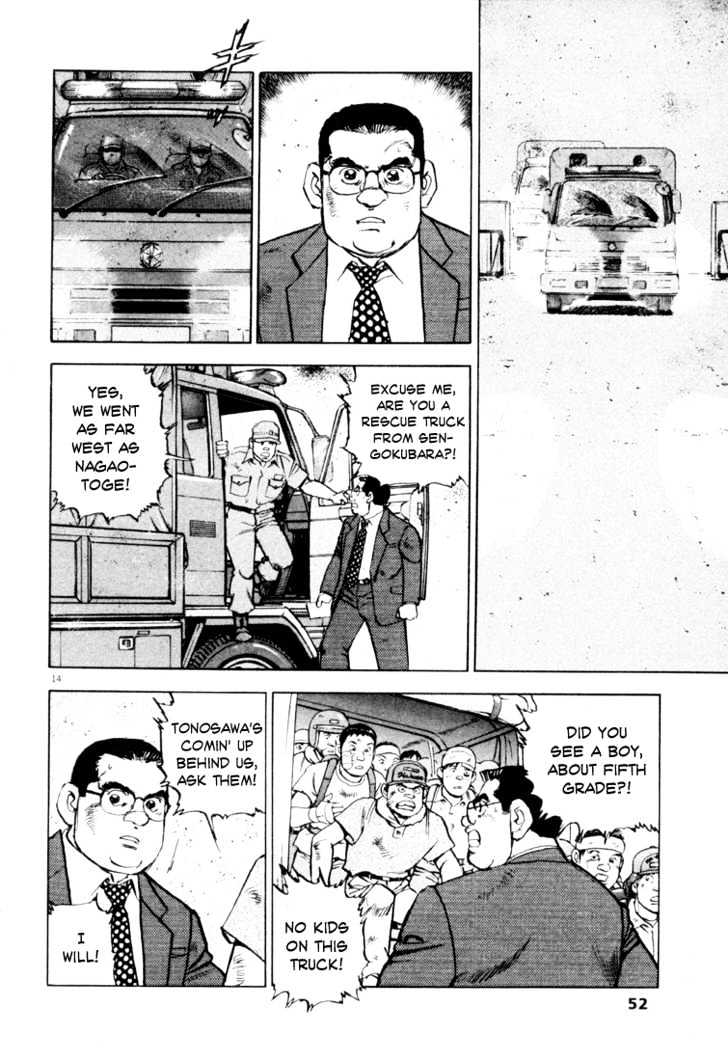 キ
EXCUSE ME,
ARE YOU A
RESCUE TRUCK
FROM SEN-
GOKUBARA?!
YES,
WE WENT
AS FAR
WEST AS
NAGAO-
TOGE!
14
DID YOU
SEE A BOY,
ABOUT FIFTH
GRADE?!
NO KIDS
ON THIS
TRUCK!
TONOSAWA'S
COMIN' UP
BEHIND US,
ASK THEM!
I
WILL!
52